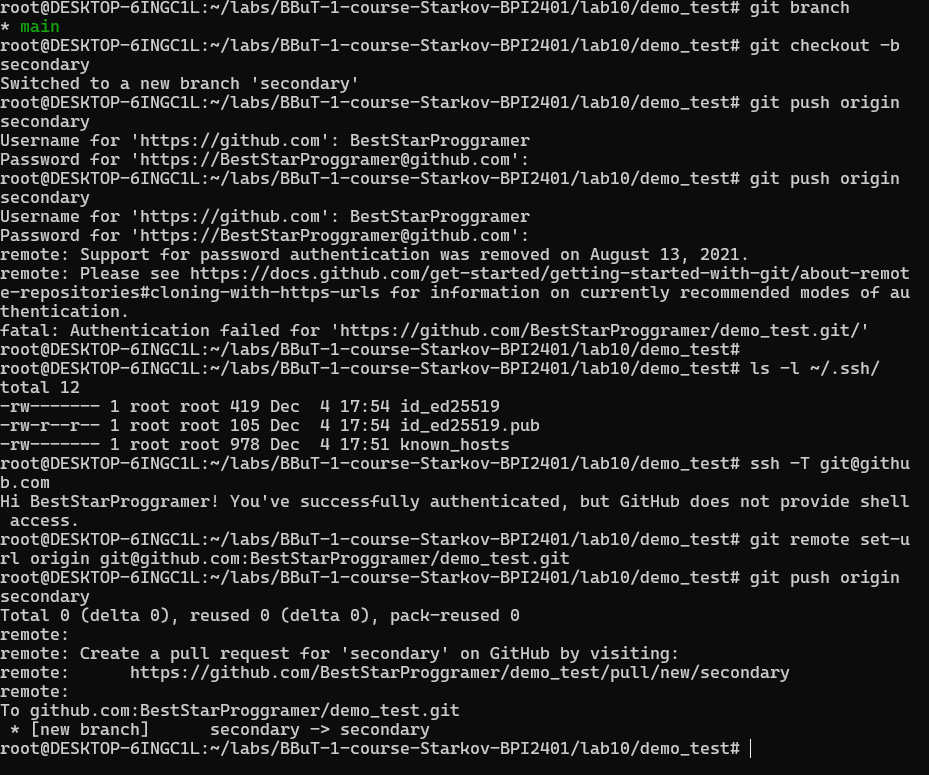 root@DESKTOP-6INGC1L:~/labs/BBuT-1-course-Starkov-BPI2401/lab10/demo_test# git branch
* main
root@DESKTOP-6INGC1L:~/labs/BBuT-1-course-Starkov-BPI2401/lab10/demo_test# git checkout -b
secondary
Switched to a new branch 'secondary'
root@DESKTOP-6INGC1L:~/labs/BBuT-1-course-Starkov-BPI2401/lab10/demo_test# git push origin
secondary
Username for 'https://github.com': BestStarProggramer
Password for 'https://BestStarProggramer@github.com':
root@DESKTOP-6INGC1L:~/labs/BBuT-1-course-Starkov-BPI2401/lab10/demo_test# git push origin
secondary
Username for 'https://github.com': BestStarProggramer
Password for 'https://BestStarProggramer@github.com':
remote: Support for password authentication was removed on August 13, 2021.
remote: Please see https://docs.github.com/get-started/getting-started-with-git/about-remot
e-repositories#cloning-with-https-urls for information on currently recommended modes of au
thentication.
fatal: Authentication failed for 'https://github.com/BestStarProggramer/demo_test.git/'
root@DESKTOP-6INGC1L:~/labs/BBuT-1-course-Starkov-BPI2401/lab10/demo_test#
root@DESKTOP-6INGC1L:~/labs/BBuT-1-course-Starkov-BPI2401/lab10/demo_test# ls -l ~/.ssh/
total 12
-rw------- 1 root root 419 Dec  4 17:54 id_ed25519
-rw-r--r-- 1 root root 105 Dec  4 17:54 id_ed25519.pub
-rw------- 1 root root 978 Dec  4 17:51 known_hosts
root@DESKTOP-6INGC1L:~/labs/BBuT-1-course-Starkov-BPI2401/lab10/demo_test# ssh -T git@githu
b.com
Hi BestStarProggramer! You've successfully authenticated, but GitHub does not provide shell
 access.
root@DESKTOP-6INGC1L:~/labs/BBuT-1-course-Starkov-BPI2401/lab10/demo_test# git remote set-u
rl origin git@github.com:BestStarProggramer/demo_test.git
root@DESKTOP-6INGC1L:~/labs/BBuT-1-course-Starkov-BPI2401/lab10/demo_test# git push origin
secondary
Total 0 (delta 0), reused 0 (delta 0), pack-reused 0
remote:
remote: Create a pull request for 'secondary' on GitHub by visiting:
remote:      https://github.com/BestStarProggramer/demo_test/pull/new/secondary
remote:
To github.com:BestStarProggramer/demo_test.git
 * [new branch]      secondary -> secondary
root@DESKTOP-6INGC1L:~/labs/BBuT-1-course-Starkov-BPI2401/lab10/demo_test#